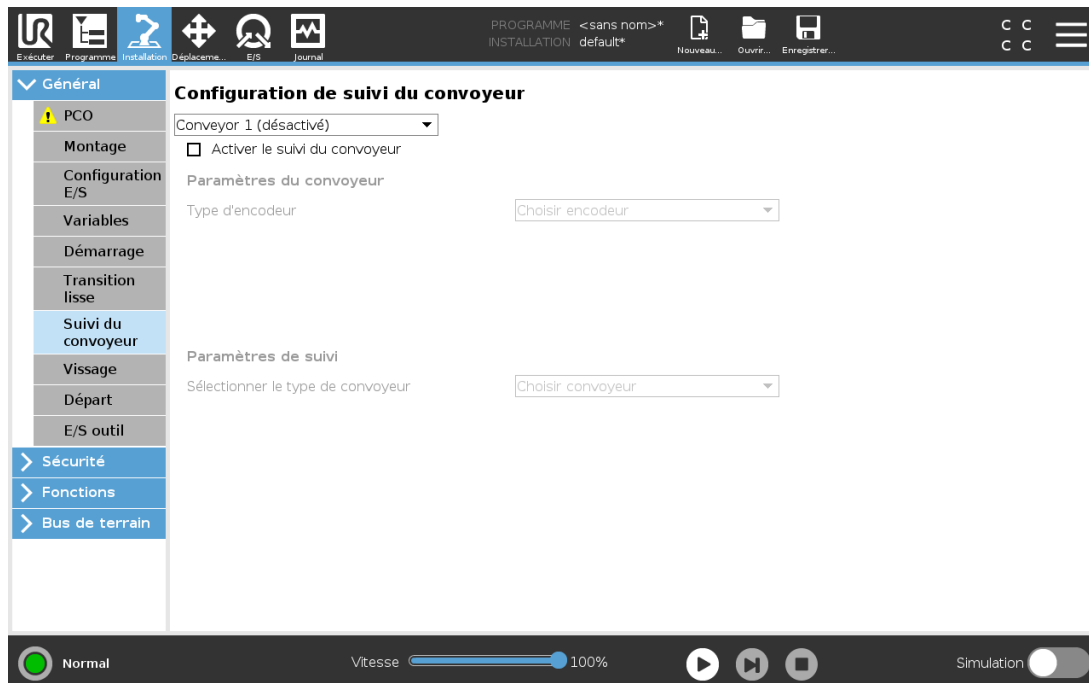 PROGRAMME <sans nom>*
INSTALLATION default*
C C
C C
Exécuter
Programme
Installation
Déplaceme...
E/S
Journal
Nouveau...
Ouvrir...
Enregistrer...
Général
PCO
Montage
Configuration
E/S
Variables
Démarrage
Transition
lisse
Suivi du
convoyeur
Vissage
Départ
E/S outil
Sécurité
Fonctions
Bus de terrain
Configuration de suivi du convoyeur
Conveyor 1 (désactivé)
Activer le suivi du convoyeur
Paramètres du convoyeur
Type d'encodeur
Choisir encodeur
Paramètres de suivi
Sélectionner le type de convoyeur
Choisir convoyeur
Normal
Vitesse
100%
Simulation